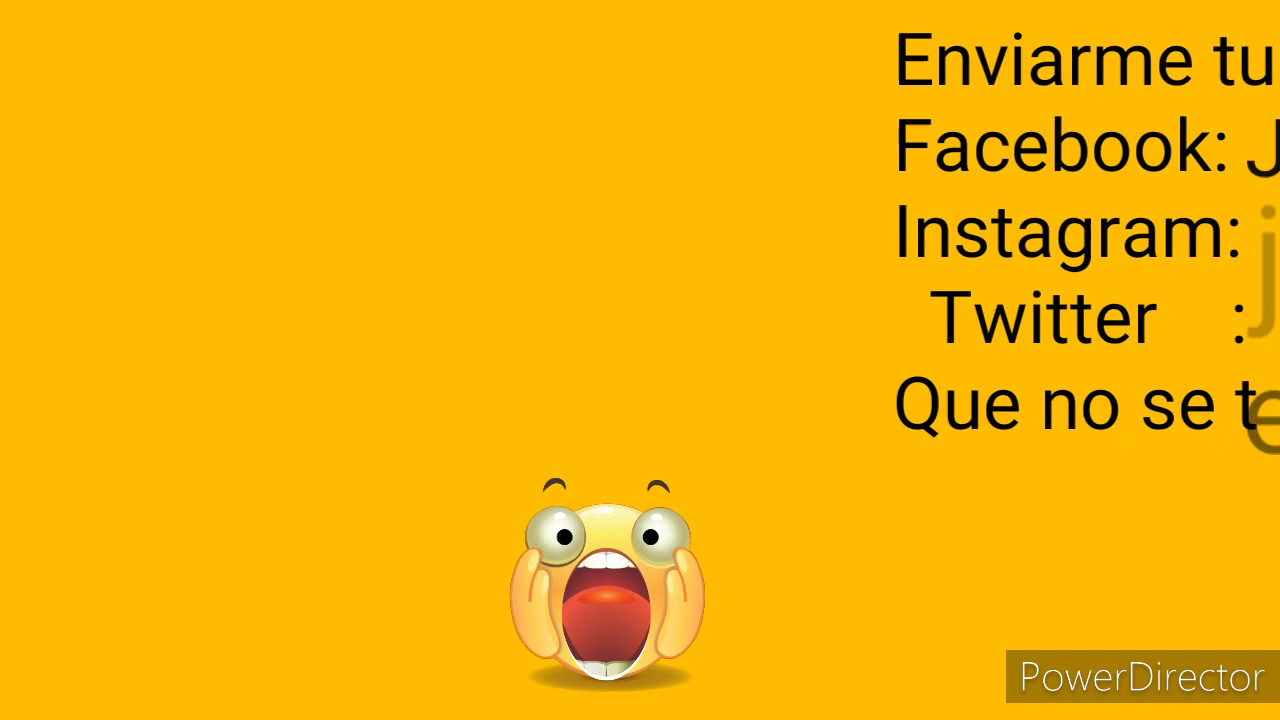 Enviarme tu
Facebook: J
Instagram: j
Twitter :
Que no se t
PowerDirector